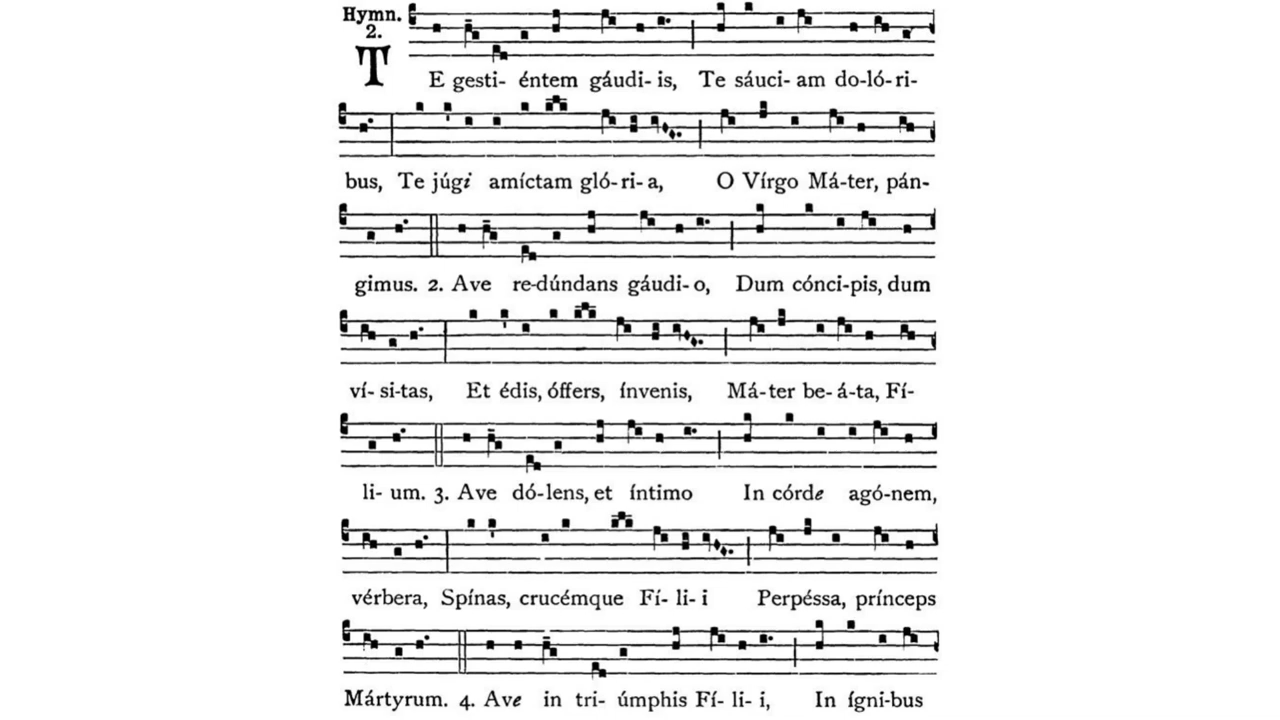 Hymn.
2.
TE gesti- éntem gáudi- is, Te sáuci- am do-ló-ri-
bus, Te júgi amíctam gló-ri- a, O Vírgo Má-ter, pán-
gimus. 2. Ave re-dúndans gáudi- o, Dum cónci-pis, dum
ví- si-tas, Et édis, óffers, ínvenis, Má-ter be- á-ta, Fí-
li- um. 3. Ave dó-lens, et íntimo In córde agó-nem,
vérbera, Spínas, crucémque Fí- li- i Perpéssa, prínceps
Mártyrum. 4. Ave in tri- úmphis Fí- li- i, In ígni-bus